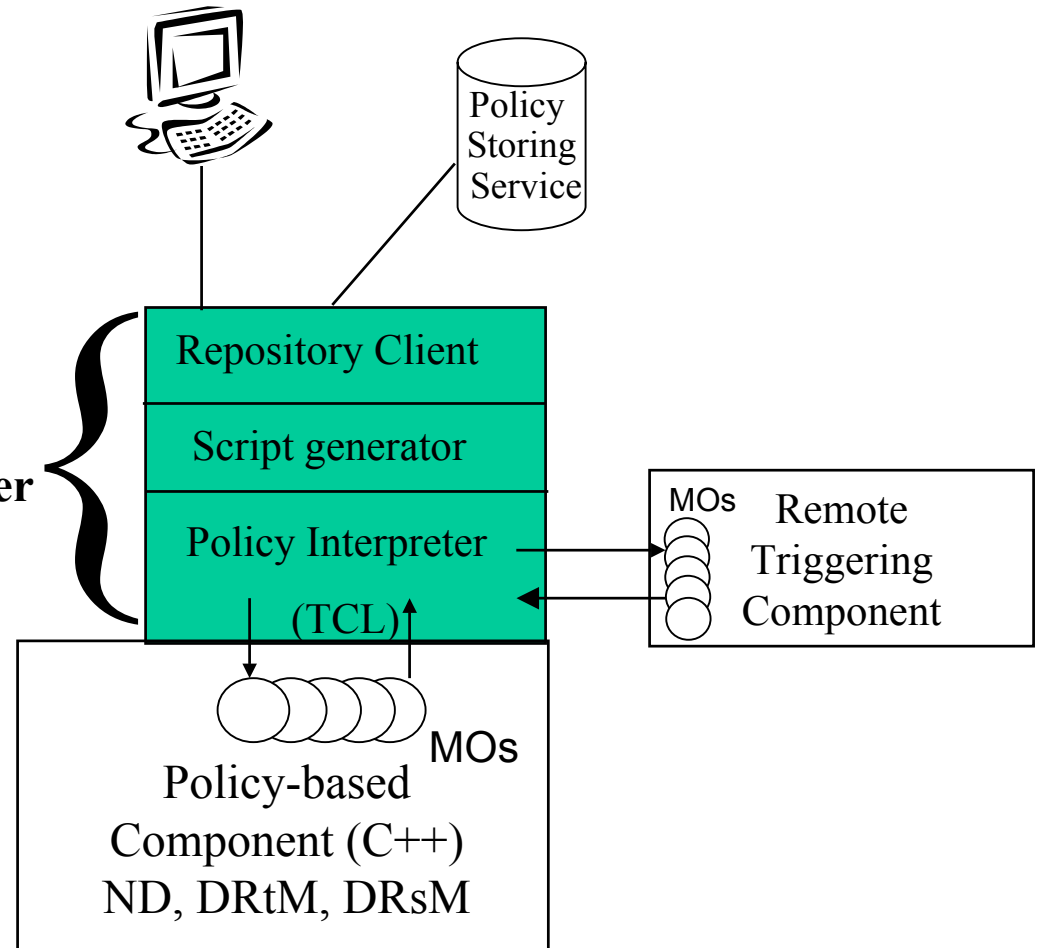 Policy
Storing
Service
Repository Client
Script generator
er
Policy Interpreter
(TCL)
MOs
Remote
Triggering
Component
MOs
Policy-based
Component (C++)
ND, DRtM, DRsM